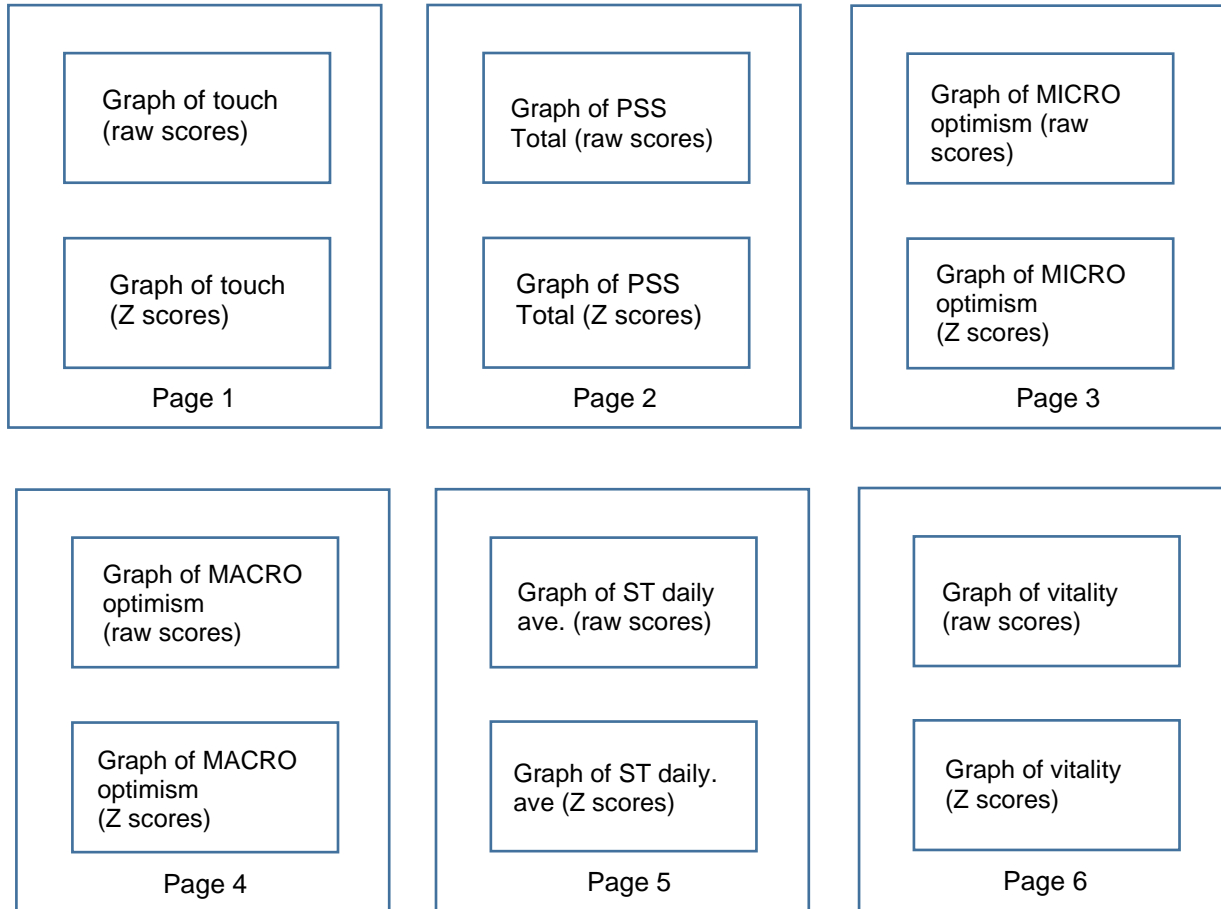 Graph of touch
(raw scores)
Graph of touch
(Z scores)
Page 1
Graph of PSS
Total (raw scores)
Graph of PSS
Total (Z scores)
Page 2
Graph of MICRO
optimism (raw
scores)
Graph of MICRO
optimism
(Z scores)
Page 3
Graph of MACRO
optimism
(raw scores)
Graph of MACRO
optimism
(Z scores)
Page 4
Graph of ST daily
ave. (raw scores)
Graph of ST daily.
ave (Z scores)
Page 5
Graph of vitality
(raw scores)
Graph of vitality
(Z scores)
Page 6